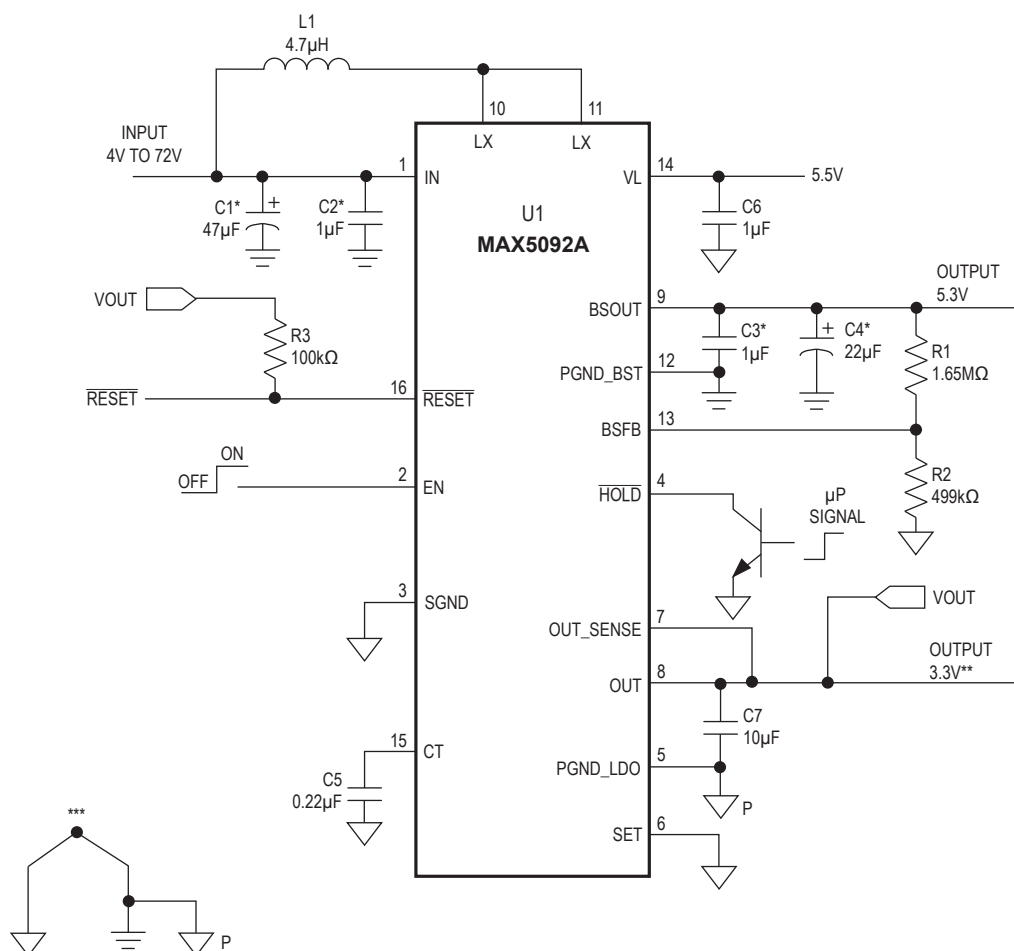 L1
4.7µH
10
11
LX
LX
INPUT
4V TO 72V
1
IN
14
VL
5.5V
C1*
47µF
+
C2*
1µF
U1
MAX5092A
C6
1µF
VOUT
R3
100kΩ
9
BSOUT
OUTPUT
5.3V
C3*
1µF
+
C4*
22µF
R1
1.65MΩ
12
PGND_BST
RESET
16
RESET
13
BSFB
ON
OFF
2
EN
4
HOLD
R2
499kΩ
µP
SIGNAL
3
SGND
VOUT
7
OUT_SENSE
OUTPUT
3.3V**
8
OUT
C7
10µF
15
CT
5
PGND_LDO
C5
0.22µF
P
6
SET
***
P